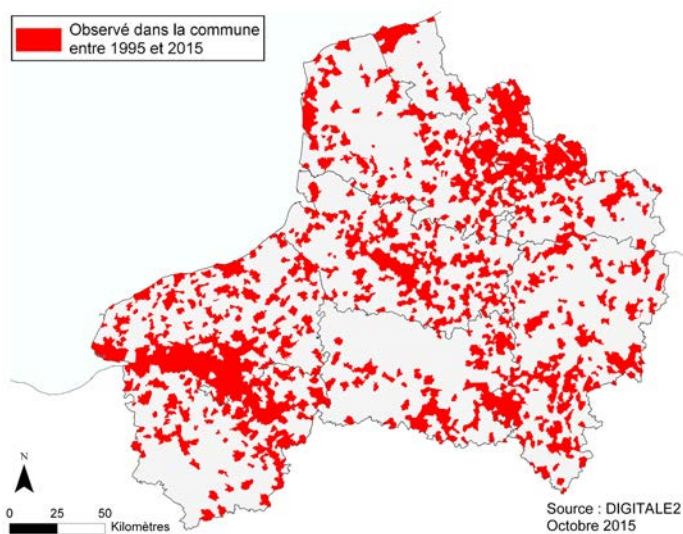 Observé dans la commune
entre 1995 et 2015
N
0 25 50
Kilomètres
Source : DIGITALE2
Octobre 2015